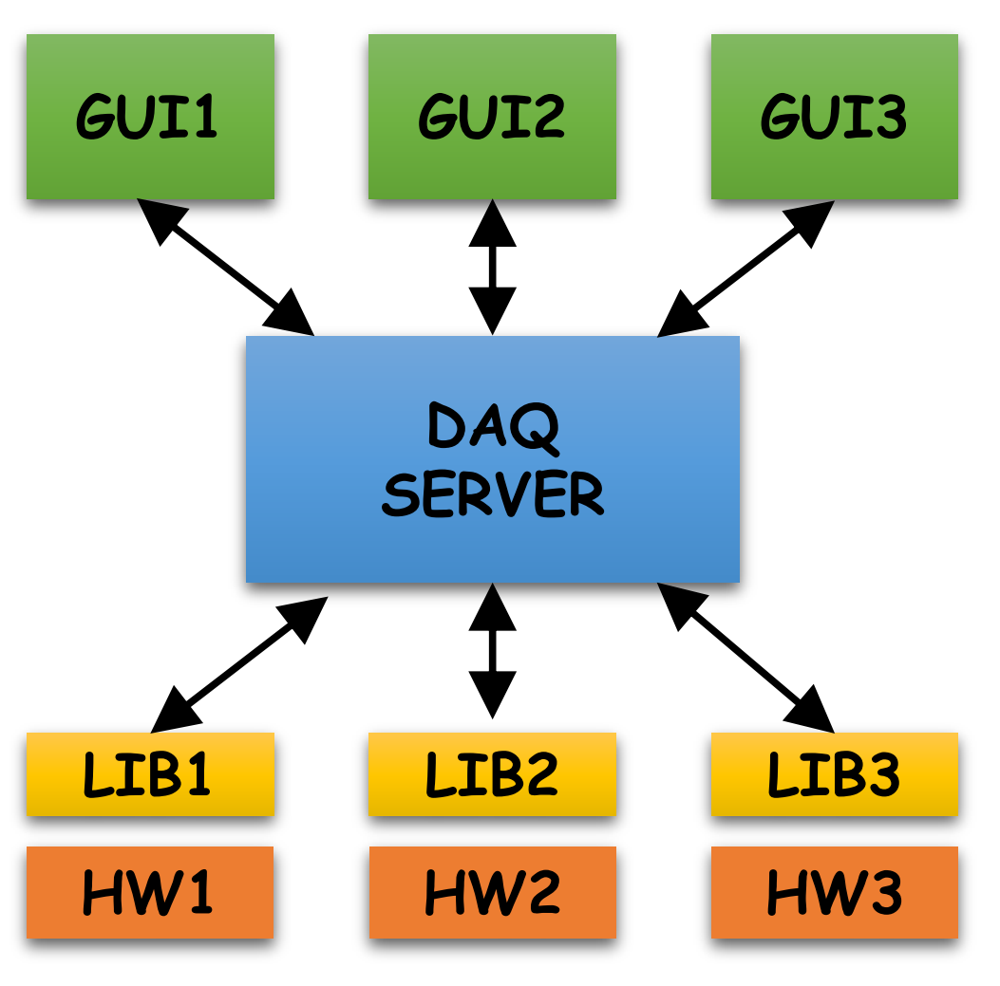 GUI1
GUI2
GUI3
DAQ
SERVER
LIB1
LIB2
LIB3
HW1
HW2
HW3